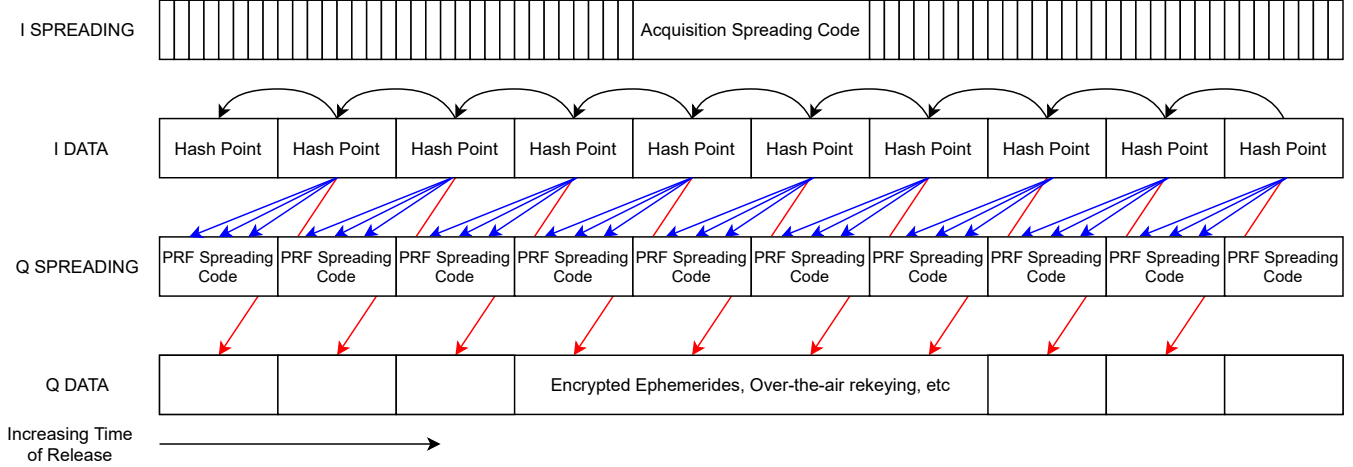 I SPREADING
Acquisition Spreading Code
I DATA
Hash Point
Hash Point
Hash Point
Hash Point
Hash Point
Hash Point
Hash Point
Hash Point
Hash Point
Hash Point
Q SPREADING
PRF Spreading
Code
PRF Spreading
Code
PRF Spreading
Code
PRF Spreading
Code
PRF Spreading
Code
PRF Spreading
Code
PRF Spreading
Code
PRF Spreading
Code
PRF Spreading
Code
PRF Spreading
Code
Q DATA
Encrypted Ephemerides, Over-the-air rekeying, etc
Increasing Time
of Release